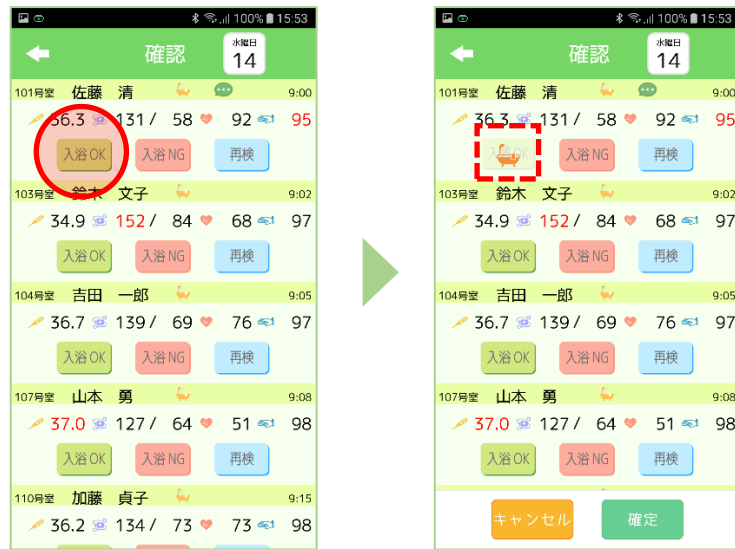 100% 15:53
確認
水曜日
14
101号室 佐藤 清 9:00
36.3 131 / 58 92 95
入浴OK 入浴NG 再検
103号室 鈴木 文子 9:02
34.9 152 / 84 68 97
入浴OK 入浴NG 再検
104号室 吉田 一郎 9:05
36.7 139 / 69 76 97
入浴OK 入浴NG 再検
107号室 山本 勇 9:08
37.0 127 / 64 51 98
入浴OK 入浴NG 再検
110号室 加藤 貞子 9:15
36.2 134 / 73 73 98
100% 15:53
確認
水曜日
14
101号室 佐藤 清 9:00
36.3 131 / 58 92 95
入浴OK 入浴NG 再検
103号室 鈴木 文子 9:02
34.9 152 / 84 68 97
入浴OK 入浴NG 再検
104号室 吉田 一郎 9:05
36.7 139 / 69 76 97
入浴OK 入浴NG 再検
107号室 山本 勇 9:08
37.0 127 / 64 51 98
入浴OK 入浴NG 再検
キャンセル 確定